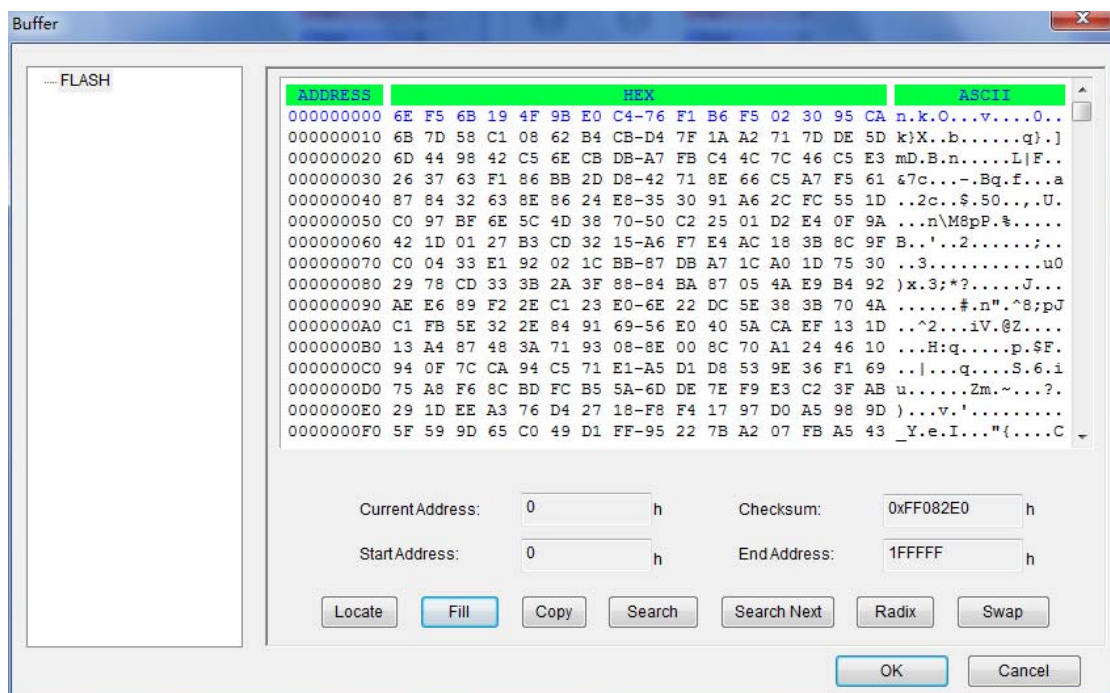 Buffer
FLASH
ADDRESS HEX ASCII
000000000 6E F5 6B 19 4F 9B E0 C4-76 F1 B6 F5 02 30 95 CA n.k.O...v....0..
000000010 6B 7D 58 C1 08 62 B4 CB-D4 7F 1A A2 71 7D DE 5D k}X..b......q}.]
000000020 6D 44 98 42 C5 6E CB DB-A7 FB C4 4C 7C 46 C5 E3 mD.B.n.....L|F..
000000030 26 37 63 F1 86 BB 2D D8-42 71 8E 66 C5 A7 F5 61 &7c...-.Bq.f...a
000000040 87 84 32 63 8E 86 24 E8-35 30 91 A6 2C FC 55 1D ..2c..$.50..,.U.
000000050 C0 97 BF 6E 5C 4D 38 70-50 C2 25 01 D2 E4 0F 9A ...n\M8pP.%.....
000000060 42 1D 01 27 B3 CD 32 15-A6 F7 E4 AC 18 3B 8C 9F B..'..2......;..
000000070 C0 04 33 E1 92 02 1C BB-87 DB A7 1C A0 1D 75 30 ..3...........u0
000000080 29 78 CD 33 3B 2A 3F 88-84 BA 87 05 4A E9 B4 92 )x.3;*?.....J...
000000090 AE E6 89 F2 2E C1 23 E0-6E 22 DC 5E 38 3B 70 4A ......#.n".^8;pJ
0000000A0 C1 FB 5E 32 2E 84 91 69-56 E0 40 5A CA EF 13 1D ..^2...iV.@Z....
0000000B0 13 A4 87 48 3A 71 93 08-8E 00 8C 70 A1 24 46 10 ...H:q.....p.$F.
0000000C0 94 0F 7C CA 94 C5 71 E1-A5 D1 D8 53 9E 36 F1 69 ..|...q....S.6.i
0000000D0 75 A8 F6 8C BD FC B5 5A-6D DE 7E F9 E3 C2 3F AB u......Zm.~...?.
0000000E0 29 1D EE A3 76 D4 27 18-F8 F4 17 97 D0 A5 98 9D )...v.'.........
0000000F0 5F 59 9D 65 C0 49 D1 FF-95 22 7B A2 07 FB A5 43 _Y.e.I..."{....C
Current Address: 0 h Checksum: 0xFF082E0 h
Start Address: 0 h End Address: 1FFFFF h
Locate Fill Copy Search Search Next Radix Swap
OK Cancel